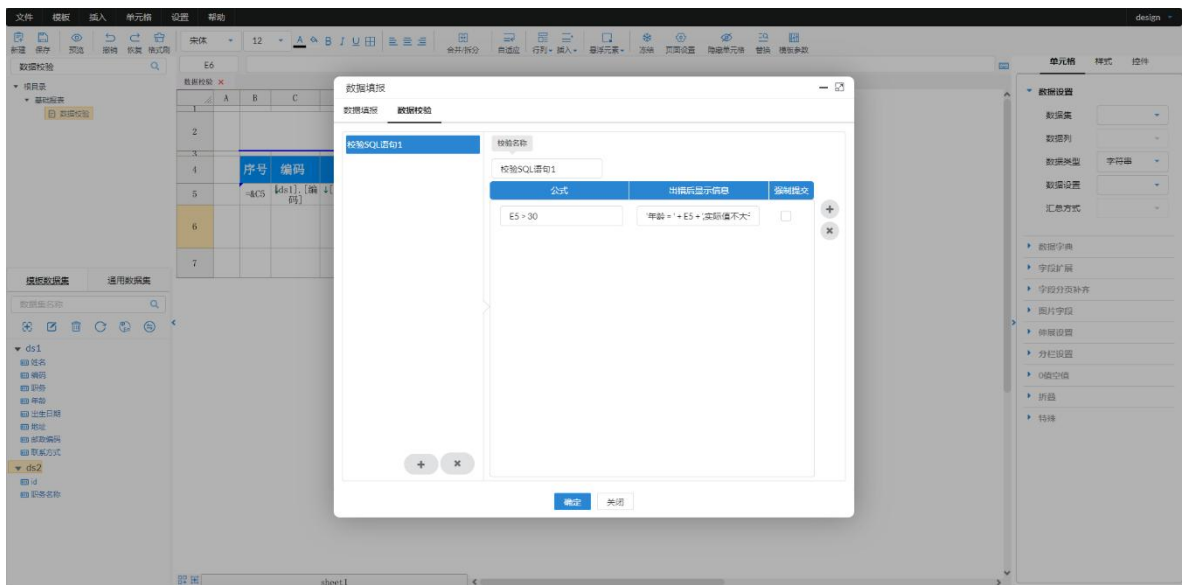 文件 模板 插入 单元格 设置 帮助 design
新建 保存 预览 撤销 恢复 格式刷 宋体 12 A B I U 合并/拆分 自适应 行列 插入 悬浮元素 冻结 页面设置 隐藏单元格 替换 模板参数
数据校验 E6 单元格 样式 控件
根目录
基础报表
数据校验
数据校验 ×
A B C
1
2
3
4 序号 编码
5 =&C5 [ds1].[编码]
6
7
数据填报
数据填报 数据校验
校验SQL语句1
校验名称
校验SQL语句1
公式 出错后显示信息 强制提交
E5 > 30 '年龄 = ' + E5 +
确定 关闭
数据设置
数据集
数据列
数据类型 字符串
数据设置
汇总方式
数据字典
字段扩展
字段分页补齐
图片字段
伸展设置
分栏设置
0值空值
折叠
特殊
模板数据集 通用数据集
数据集名称
ds1
姓名
编码
职务
年龄
出生日期
地址
邮政编码
联系方式
ds2
id
职务名称
sheet1